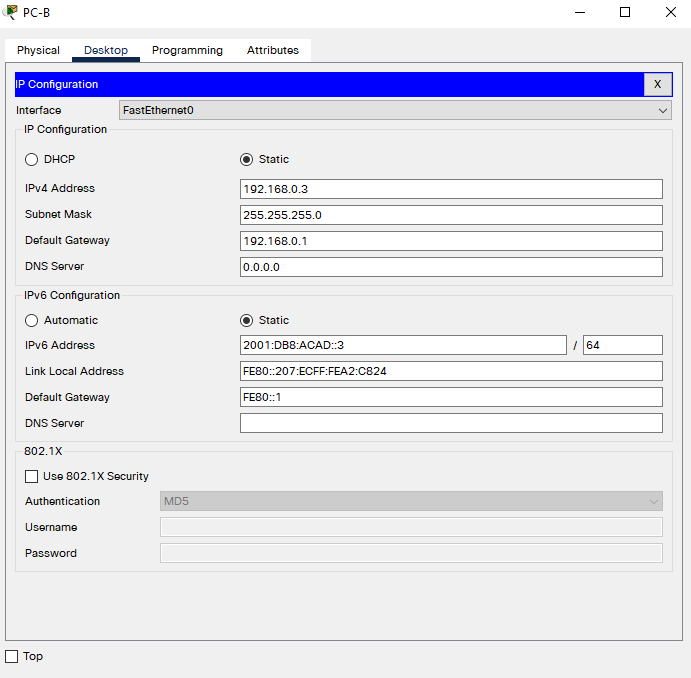 PC-B
Physical Desktop Programming Attributes
IP Configuration X
Interface FastEthernet0
IP Configuration
DHCP Static
IPv4 Address 192.168.0.3
Subnet Mask 255.255.255.0
Default Gateway 192.168.0.1
DNS Server 0.0.0.0
IPv6 Configuration
Automatic Static
IPv6 Address 2001:DB8:ACAD::3 / 64
Link Local Address FE80::207:ECFF:FEA2:C824
Default Gateway FE80::1
DNS Server
802.1X
Use 802.1X Security
Authentication MD5
Username
Password
Top